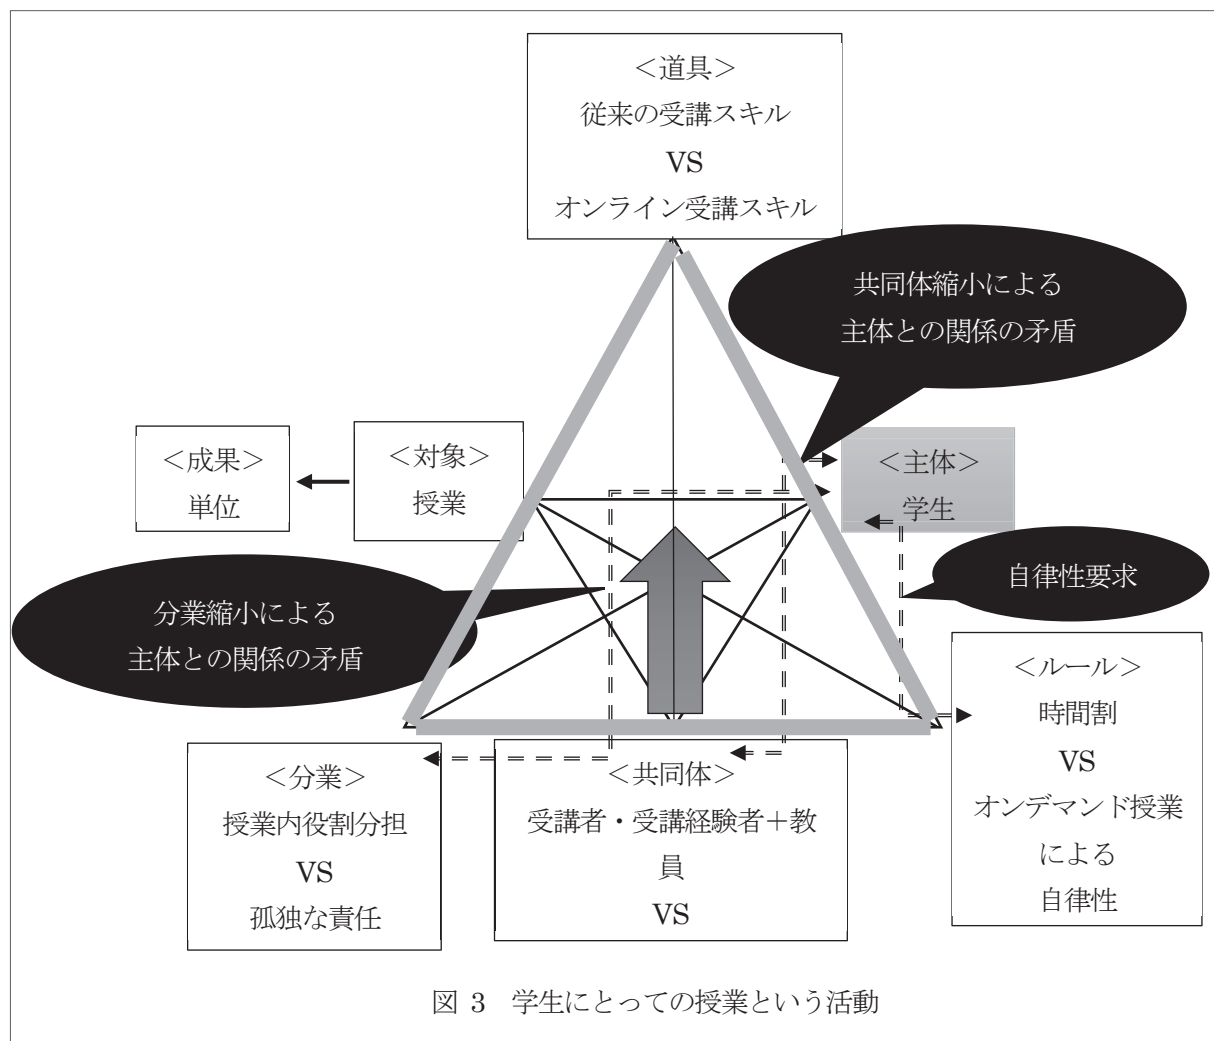 ＜道具＞
従来の受講スキル
VS
オンライン受講スキル
共同体縮小による
主体との関係の矛盾
＜成果＞
単位
＜対象＞
授業
＜主体＞
学生
自律性要求
分業縮小による
主体との関係の矛盾
＜ルール＞
時間割
VS
オンデマンド授業
による
自律性
＜分業＞
授業内役割分担
VS
孤独な責任
＜共同体＞
受講者・受講経験者＋教
員
VS
図 3　学生にとっての授業という活動